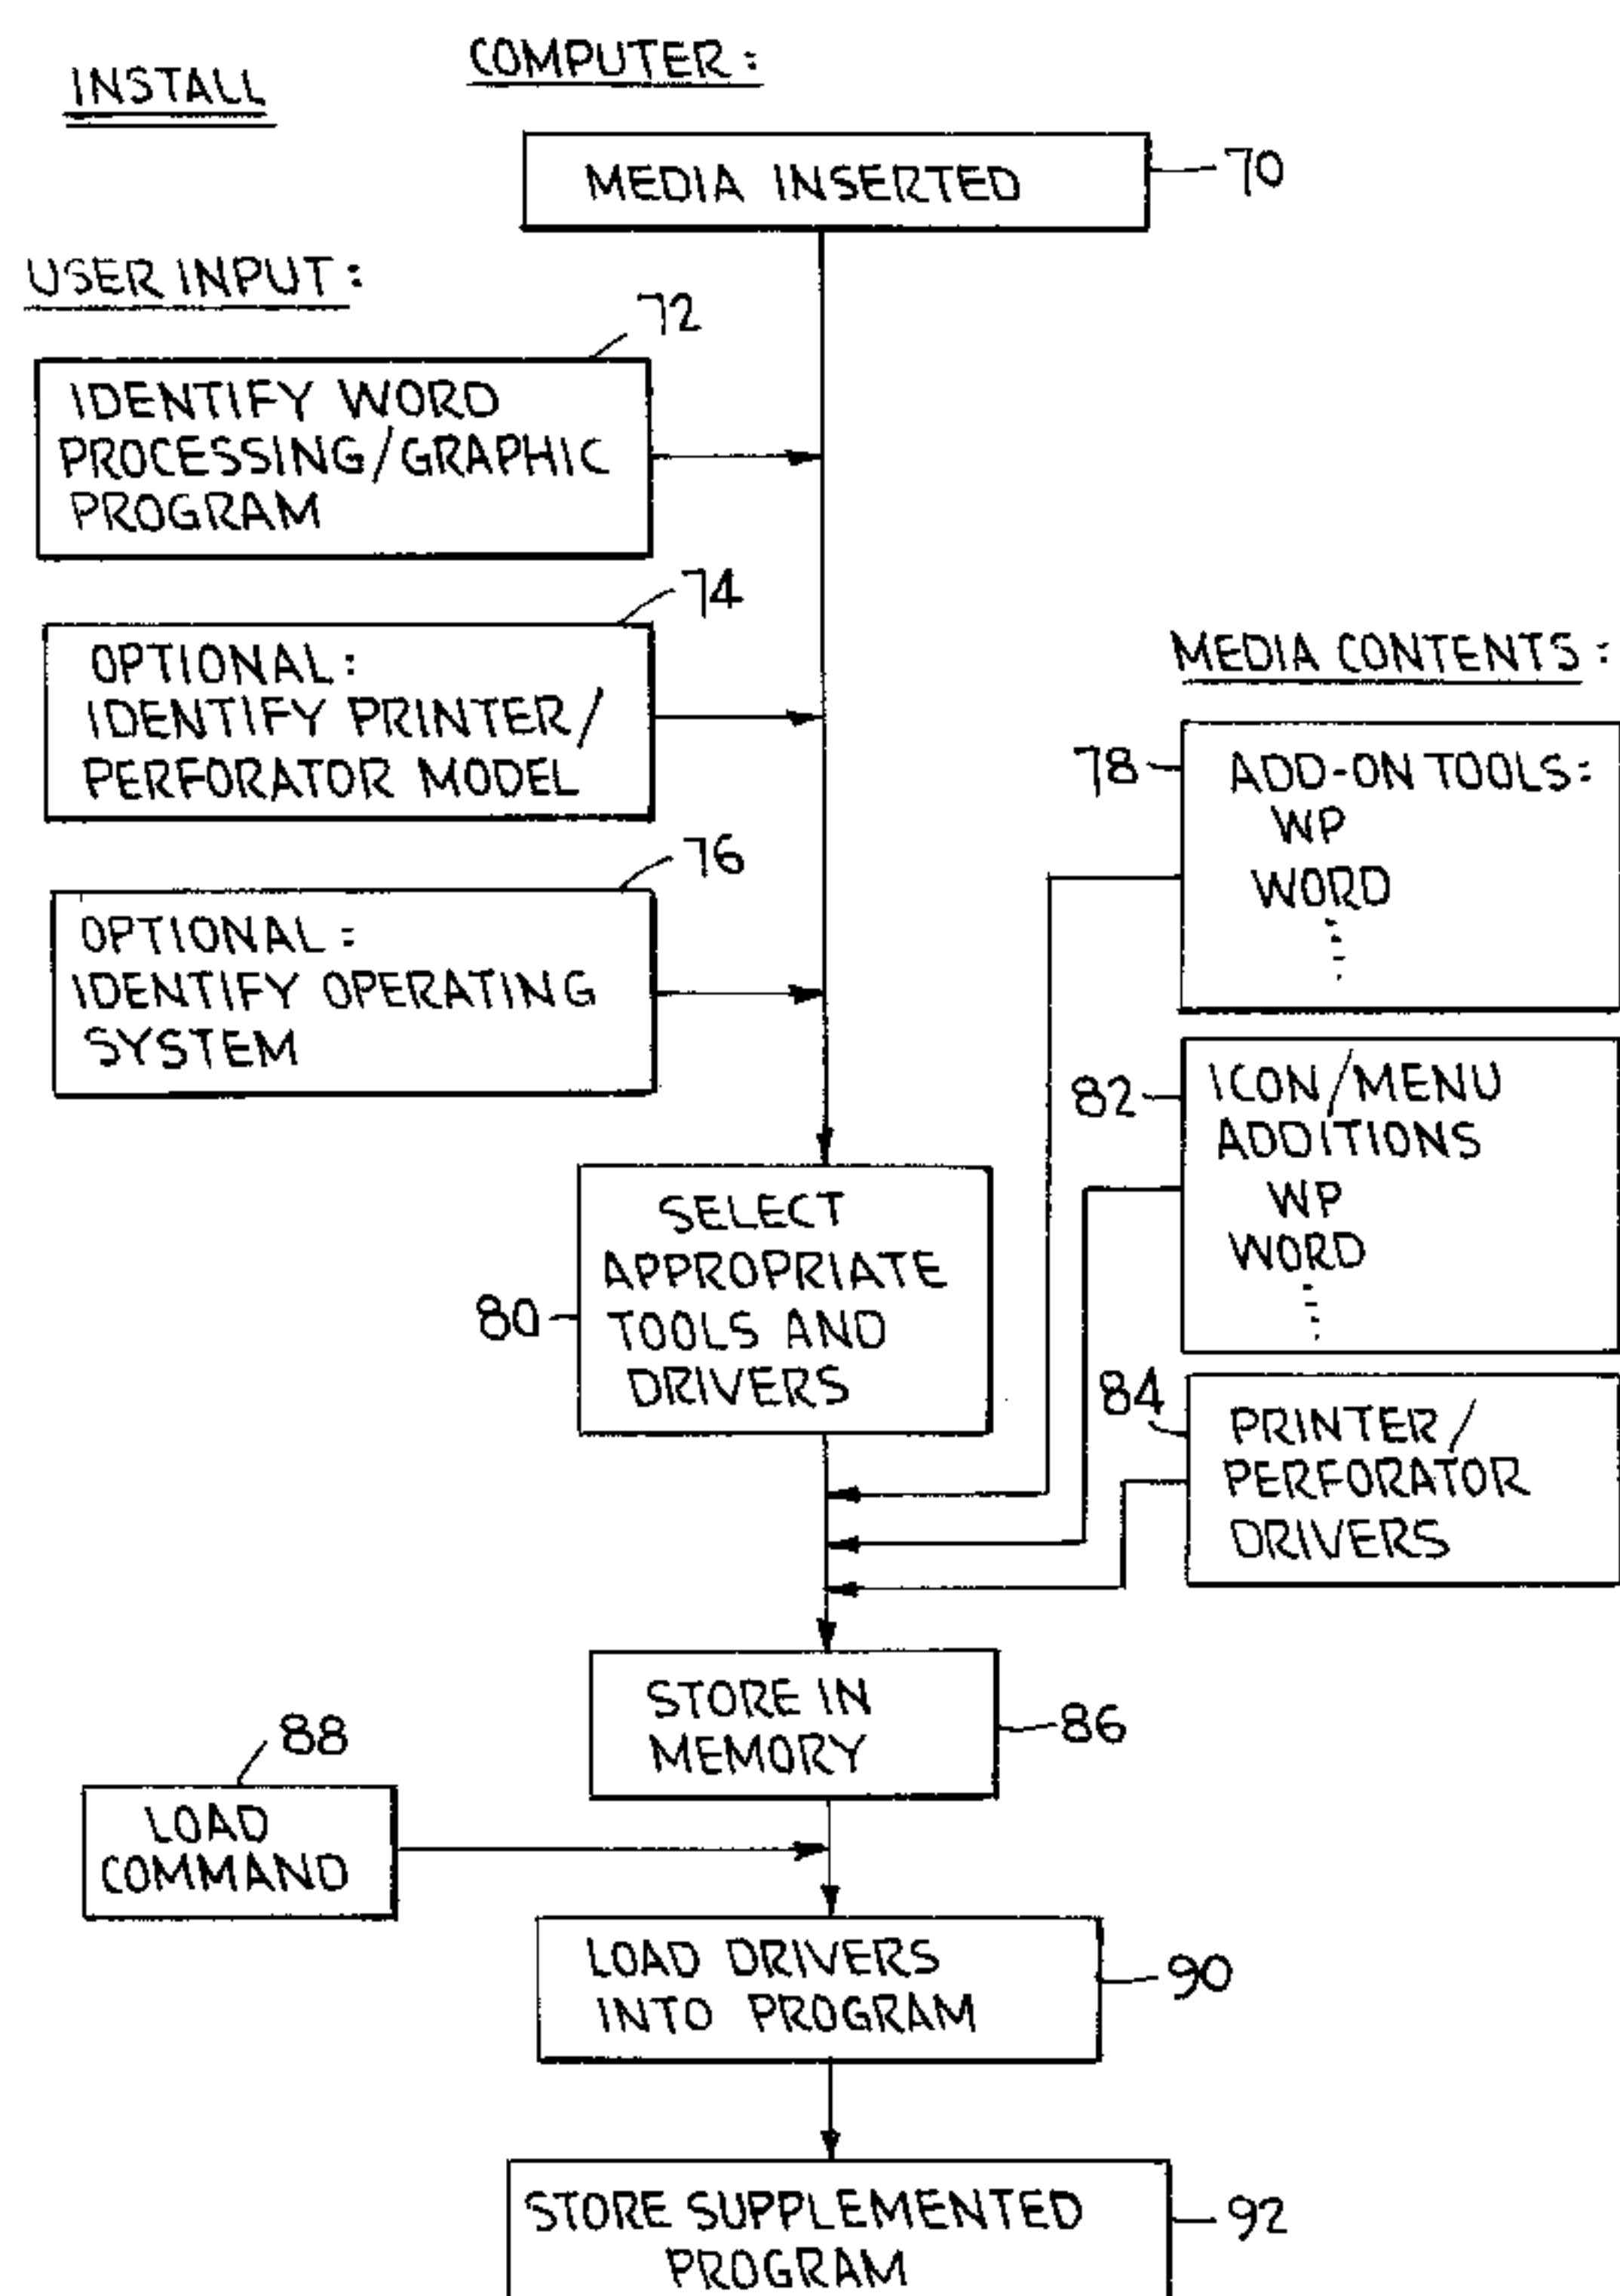 INSTALL
COMPUTER:
MEDIA INSERTED
70
USER INPUT:
72
IDENTIFY WORD
PROCESSING/GRAPHIC
PROGRAM
74
OPTIONAL:
IDENTIFY PRINTER/
PERFORATOR MODEL
76
OPTIONAL:
IDENTIFY OPERATING
SYSTEM
MEDIA CONTENTS:
78
ADD-ON TOOLS:
WP
WORD
82
ICON/MENU
ADDITIONS
WP
WORD
80
SELECT
APPROPRIATE
TOOLS AND
DRIVERS
84
PRINTER/
PERFORATOR
DRIVERS
STORE IN
MEMORY
86
88
LOAD
COMMAND
LOAD DRIVERS
INTO PROGRAM
90
STORE SUPPLEMENTED
PROGRAM
92